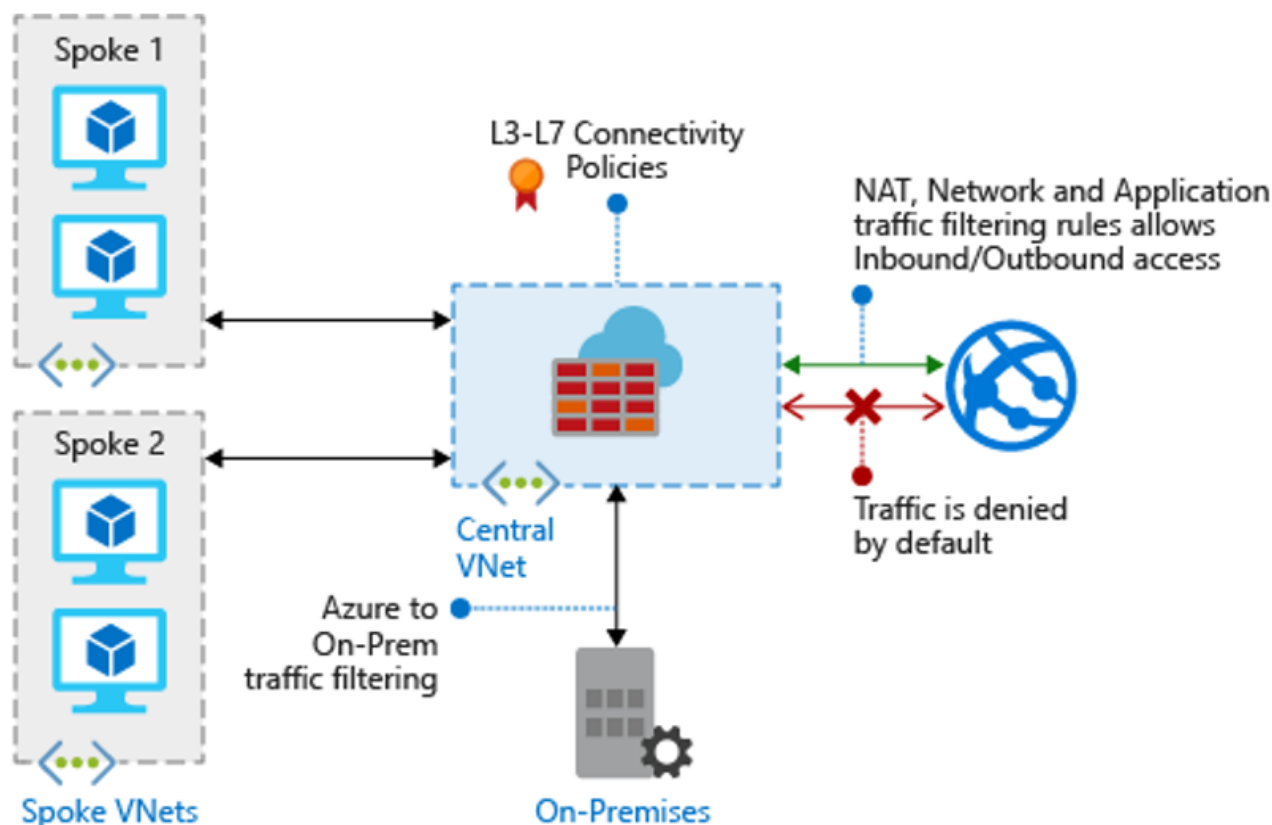 Spoke 1
L3-L7 Connectivity
Policies
NAT, Network and Application
traffic filtering rules allows
Inbound/Outbound access
Spoke 2
Central
VNet
Traffic is denied
by default
Azure to
On-Prem
traffic filtering
Spoke VNets
On-Premises